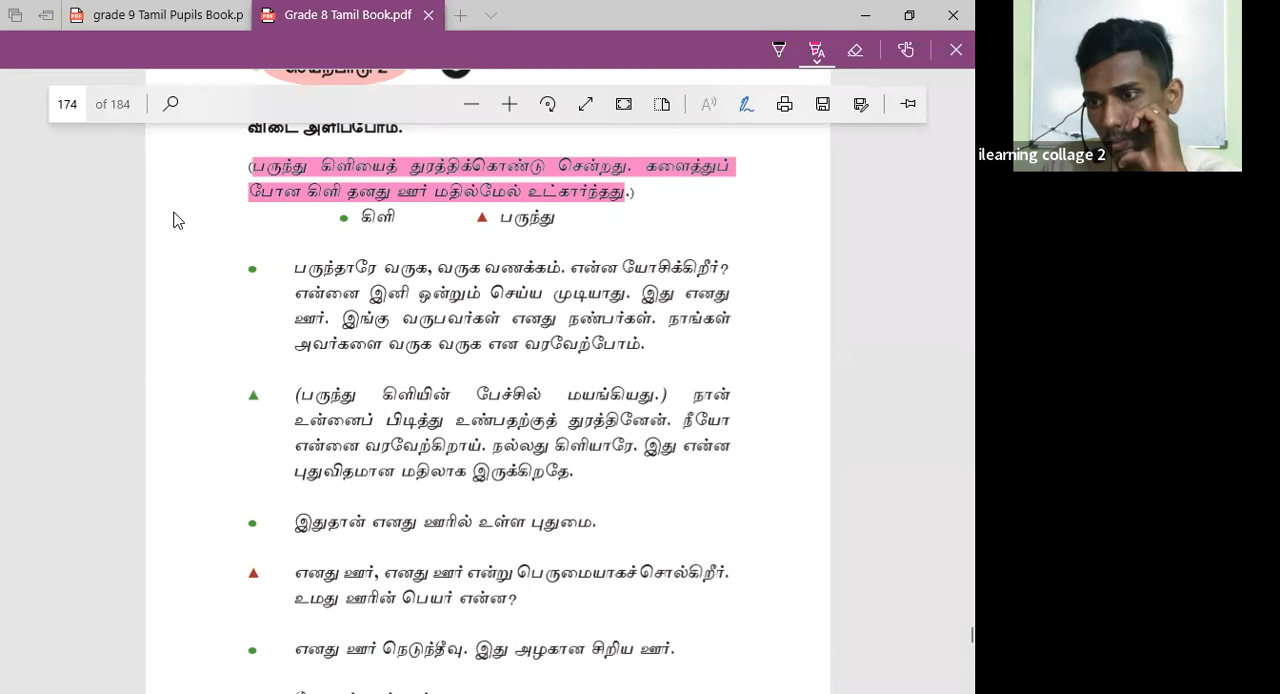 grade 9 Tamil Pupils Book.p
Grade 8 Tamil Book.pdf
174 of 184
விடை அளிப்போம்.
(பருந்து கிளியைத் துரத்திக்கொண்டு சென்றது. களைத்துப்
போன கிளி தனது ஊர் மதில்மேல் உட்கார்ந்தது.)
கிளி பருந்து
பருந்தாரே வருக, வருக வணக்கம். என்ன யோசிக்கிறீர்?
என்னை இனி ஒன்றும் செய்ய முடியாது. இது எனது
ஊர். இங்கு வருபவர்கள் எனது நண்பர்கள். நாங்கள்
அவர்களை வருக வருக என வரவேற்போம்.
(பருந்து கிளியின் பேச்சில் மயங்கியது.) நான்
உன்னைப் பிடித்து உண்பதற்குத் துரத்தினேன். நீயோ
என்னை வரவேற்கிறாய். நல்லது கிளியாரே. இது என்ன
புதுவிதமான மதிலாக இருக்கிறதே.
இதுதான் எனது ஊரில் உள்ள புதுமை.
எனது ஊர், எனது ஊர் என்று பெருமையாகச் சொல்கிறீர்.
உமது ஊரின் பெயர் என்ன?
எனது ஊர் நெடுந்தீவு. இது அழகான சிறிய ஊர்.
ilearning collage 2